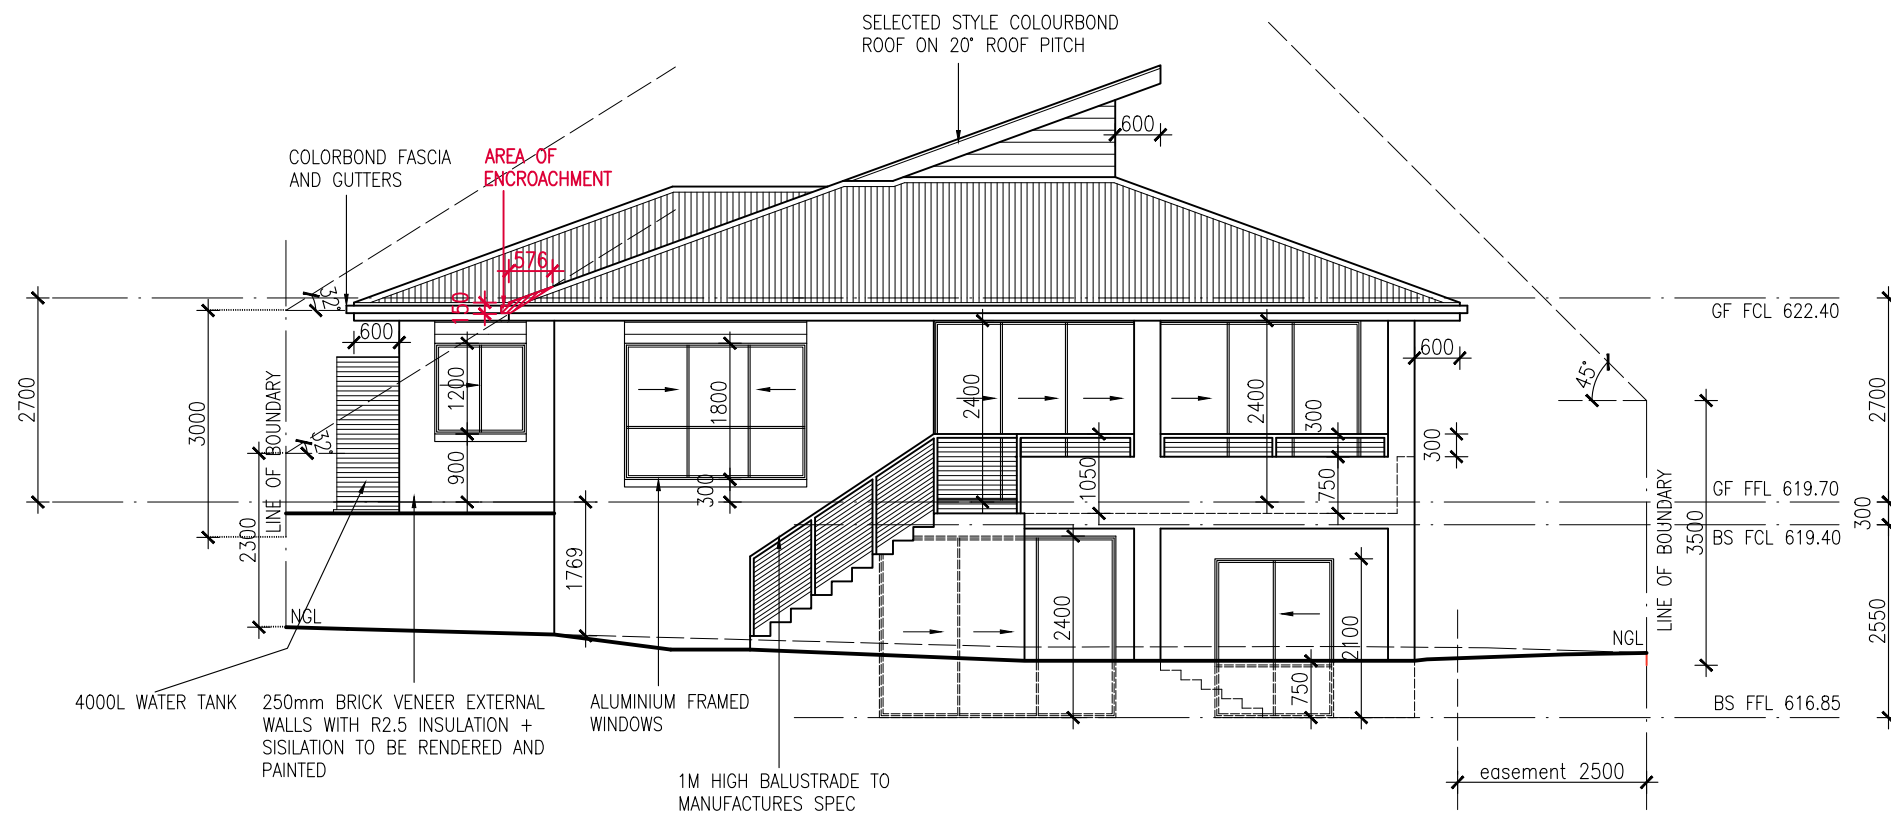 SELECTED STYLE COLOURBOND
ROOF ON 20° ROOF PITCH
600
COLORBOND FASCIA
AND GUTTERS
AREA OF
ENCROACHMENT
576
150
32°
GF FCL 622.40
600
600
2700
3000
LINE OF BOUNDARY
1200
1800
2400
2400
300
300
45°
2700
32°
900
300
1050
750
GF FFL 619.70
300
2300
1769
3500
LINE OF BOUNDARY
BS FCL 619.40
NGL
2400
2100
NGL
2550
750
BS FFL 616.85
4000L WATER TANK
250mm BRICK VENEER EXTERNAL
WALLS WITH R2.5 INSULATION +
SISILATION TO BE RENDERED AND
PAINTED
ALUMINIUM FRAMED
WINDOWS
1M HIGH BALUSTRADE TO
MANUFACTURES SPEC
easement 2500